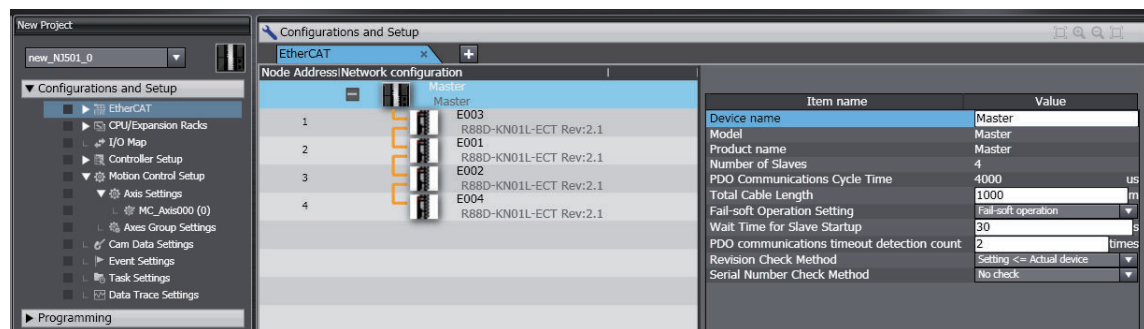 New Project
new_NJ501_0
Configurations and Setup
EtherCAT
CPU/Expansion Racks
I/O Map
Controller Setup
Motion Control Setup
Axis Settings
MC_Axis000 (0)
Axes Group Settings
Cam Data Settings
Event Settings
Task Settings
Data Trace Settings
Programming
Configurations and Setup
EtherCAT
Node Address Network configuration
Master
Master
1 E003
R88D-KN01L-ECT Rev:2.1
2 E001
R88D-KN01L-ECT Rev:2.1
3 E002
R88D-KN01L-ECT Rev:2.1
4 E004
R88D-KN01L-ECT Rev:2.1
Item name Value
Device name Master
Model Master
Product name Master
Number of Slaves 4
PDO Communications Cycle Time 4000 us
Total Cable Length 1000 m
Fail-soft Operation Setting Fail-soft operation
Wait Time for Slave Startup 30 s
PDO communications timeout detection count 2 times
Revision Check Method Setting <= Actual device
Serial Number Check Method No check